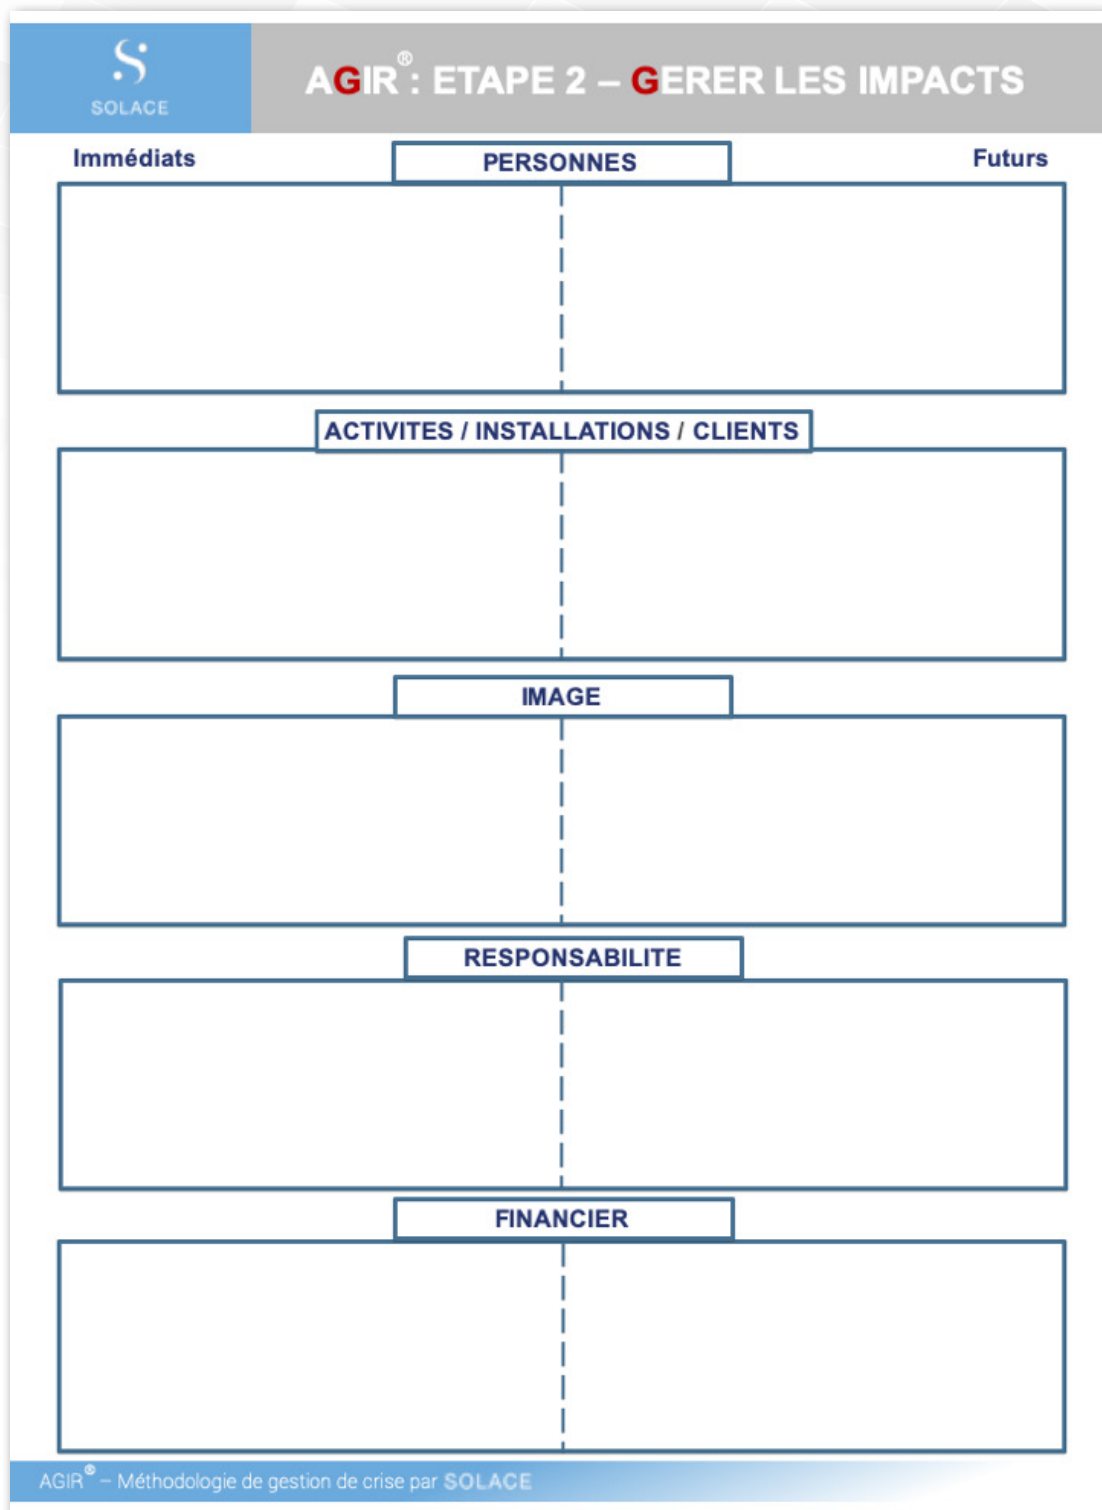 SOLACE
AGIR®: ETAPE 2 – GERER LES IMPACTS
Immédiats
PERSONNES
Futurs
ACTIVITES / INSTALLATIONS / CLIENTS
IMAGE
RESPONSABILITE
FINANCIER
AGIR® – Méthodologie de gestion de crise par SOLACE